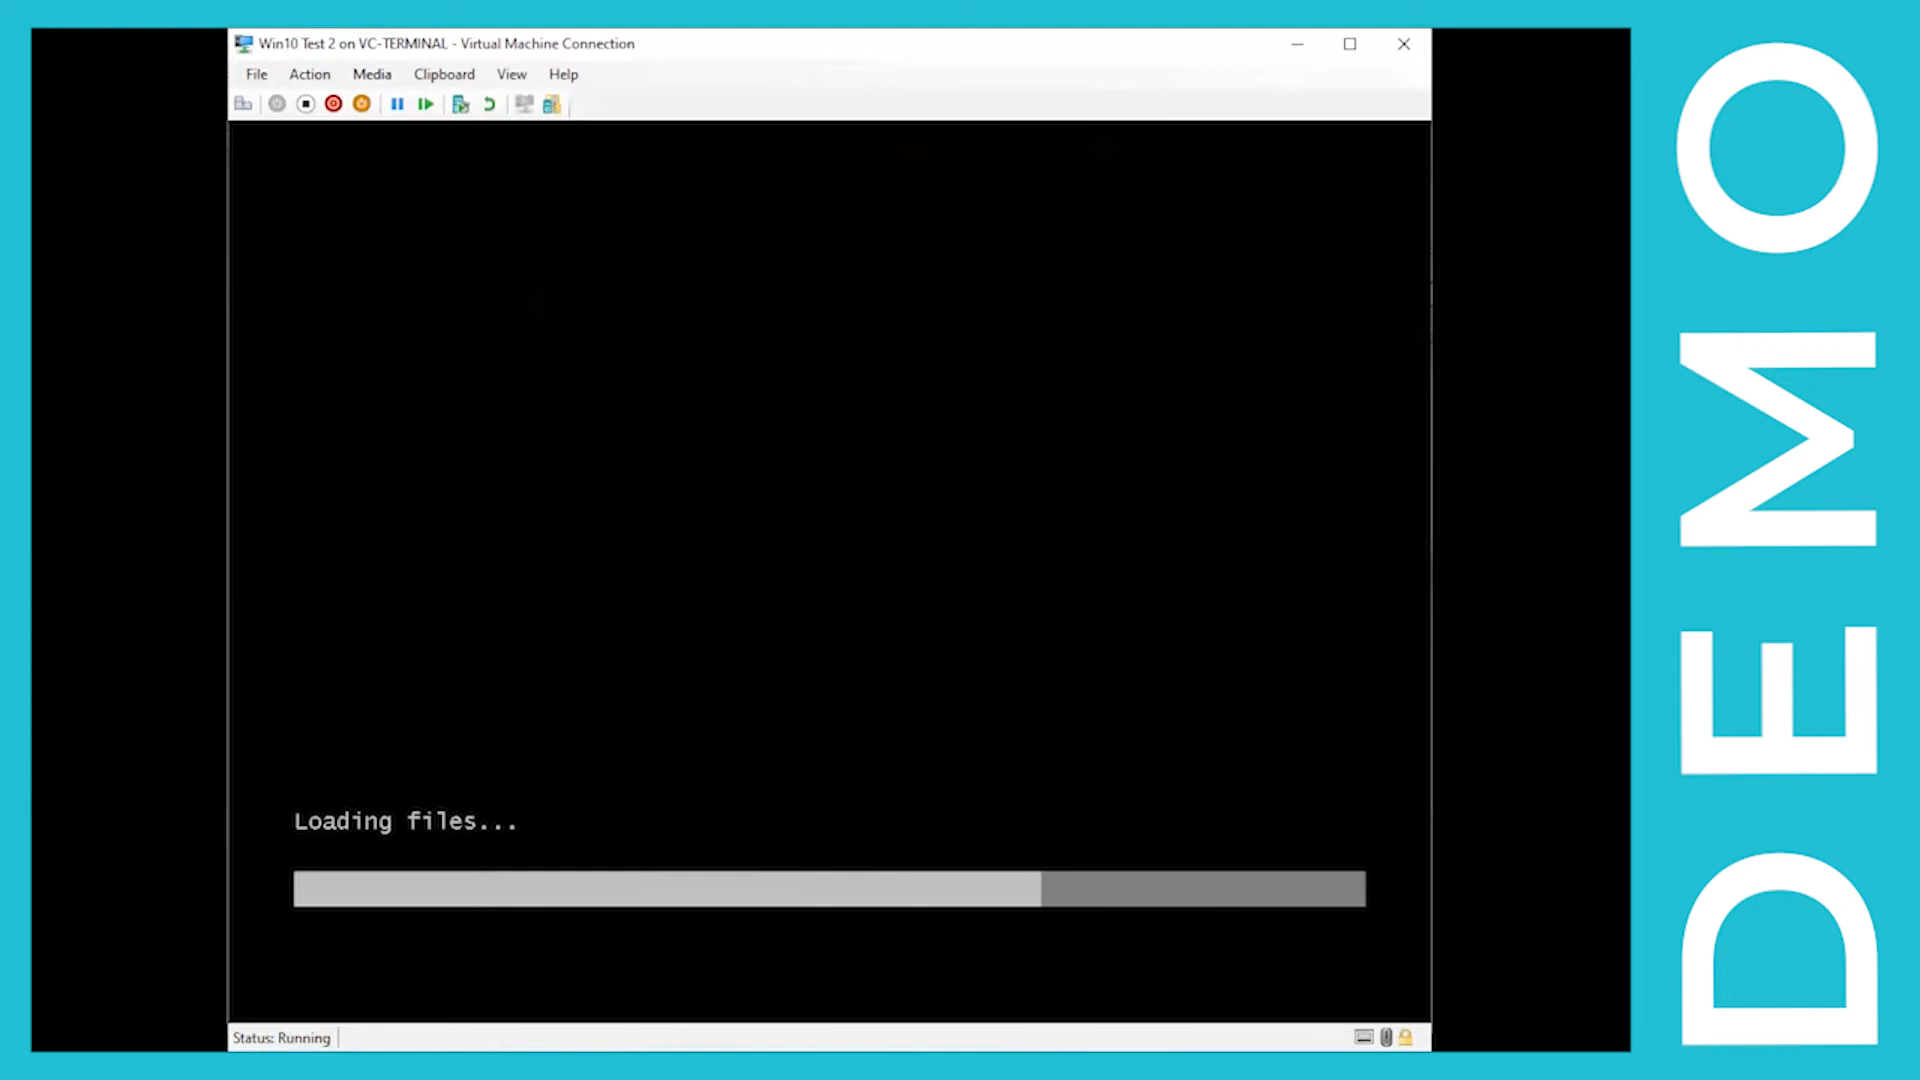 Win10 Test 2 on VC-TERMINAL - Virtual Machine Connection
File Action Media Clipboard View Help
Loading files...
Status: Running
DEMO